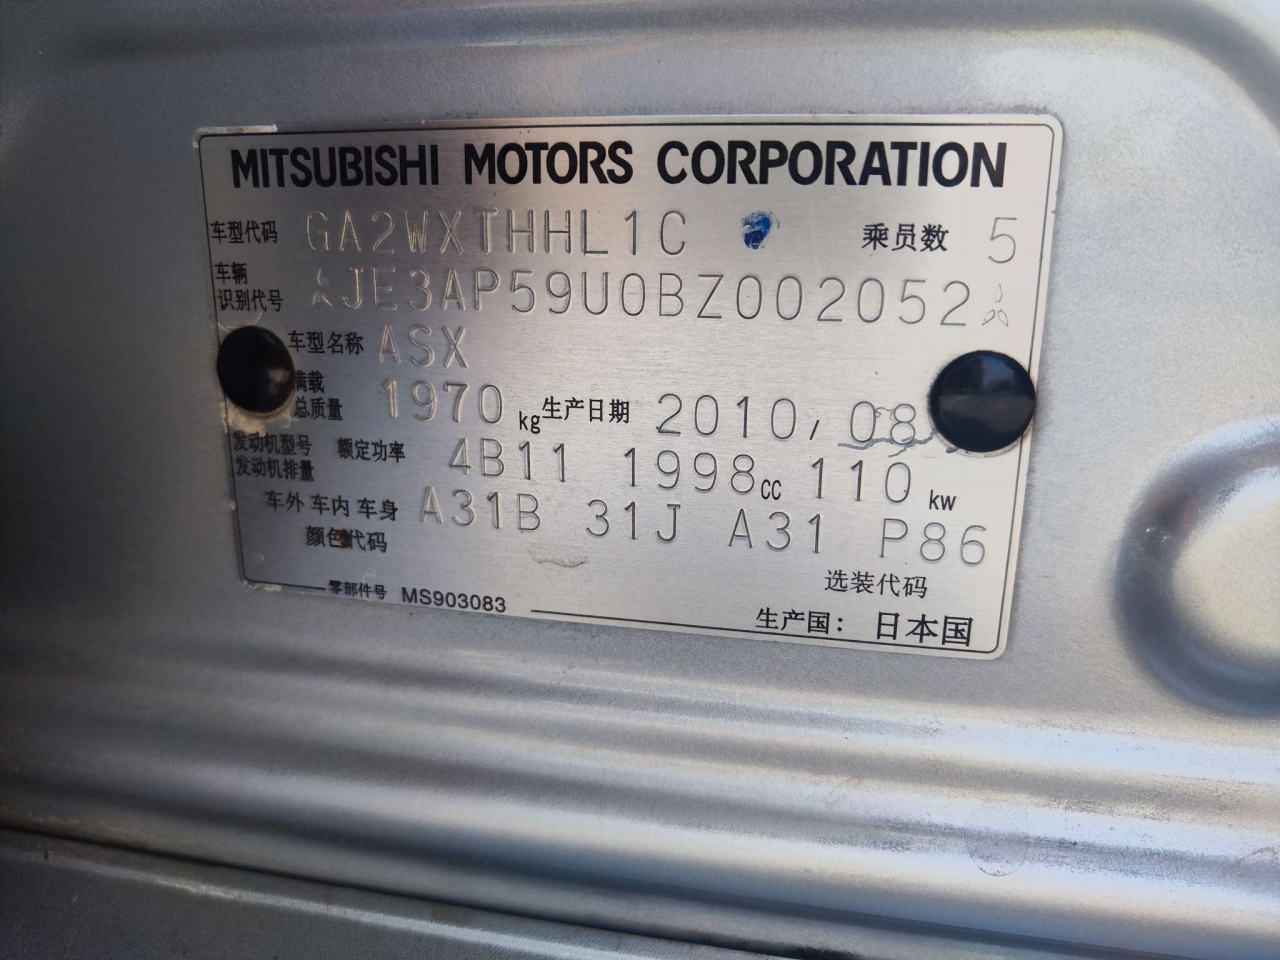 MITSUBISHI MOTORS CORPORATION
车型代码 GA2WXTHHL1C 乘员数 5
车辆
识别代号 JE3AP59U0BZ002052
车型名称 ASX
满载
总质量 1970 kg 生产日期 2010, 08
发动机型号 额定功率 4B11 1998cc 110 kw
发动机排量
车外 车内 车身 A31B 31J A31 P86
颜色代码 选装代码
零部件号 MS903083
生产国: 日本国